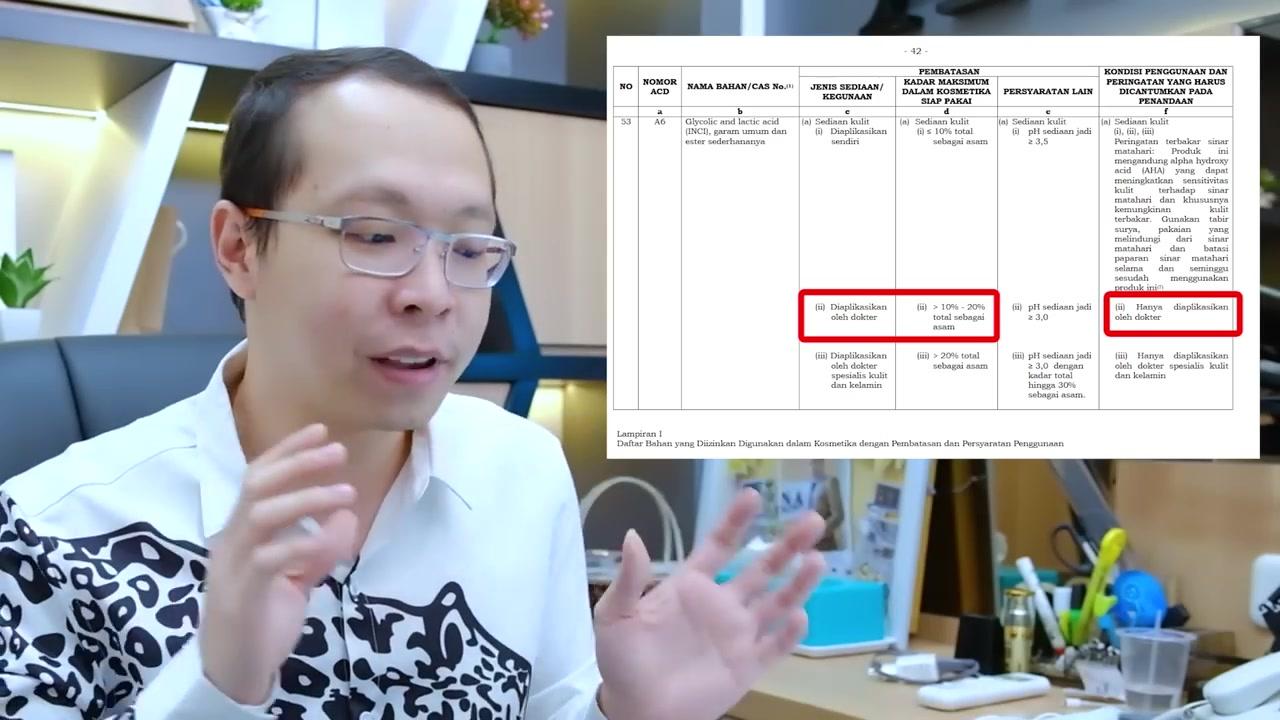 - 42 -
NO
NOMOR
ACD
NAMA BAHAN/CAS No.(1)
PEMBATASAN
JENIS SEDIAAN/
KEGUNAAN
KADAR MAKSIMUM
DALAM KOSMETIKA
SIAP PAKAI
PERSYARATAN LAIN
KONDISI PENGGUNAAN DAN
PERINGATAN YANG HARUS
DICANTUMKAN PADA
PENANDAAN
a b c d e f
53
A6
Glycolic and lactic acid
(INCI), garam umum dan
ester sederhananya
(a) Sediaan kulit
(i) Diaplikasikan
sendiri
(a) Sediaan kulit
(i) ≤ 10% total
sebagai asam
(a) Sediaan kulit
(i) pH sediaan jadi
≥ 3,5
(a) Sediaan kulit
(i), (ii), (iii)
Peringatan terbakar sinar
matahari: Produk ini
mengandung alpha hydroxy
acid (AHA) yang dapat
meningkatkan sensitivitas
kulit terhadap sinar
matahari dan khususnya
kemungkinan kulit
terbakar. Gunakan tabir
surya, pakaian yang
melindungi dari sinar
matahari dan batasi
paparan sinar matahari
selama dan seminggu
sesudah menggunakan
produk ini
(ii) Diaplikasikan
oleh dokter
(ii) > 10% - 20%
total sebagai
asam
(ii) pH sediaan jadi
≥ 3,0
(ii) Hanya diaplikasikan
oleh dokter
(iii) Diaplikasikan
oleh dokter
spesialis kulit
dan kelamin
(iii) > 20% total
sebagai asam
(iii) pH sediaan jadi
≥ 3,0 dengan
kadar total
hingga 30%
sebagai asam.
(iii) Hanya diaplikasikan
oleh dokter spesialis kulit
dan kelamin
Lampiran I
Daftar Bahan yang Diizinkan Digunakan dalam Kosmetika dengan Pembatasan dan Persyaratan Penggunaan